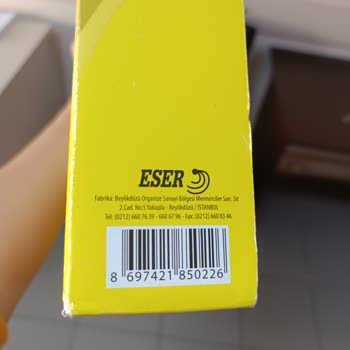 ESER
Fabrika: Beylikdüzü Organize Sanayi Bölgesi Mermerciler San. Sit
2.Cad. No:5 Yakuplu - Beylikdüzü / İSTANBUL
Tel: (0212) 660 76 39 - 660 67 96 - Fax: (0212) 660 83 46
8 697421 850226